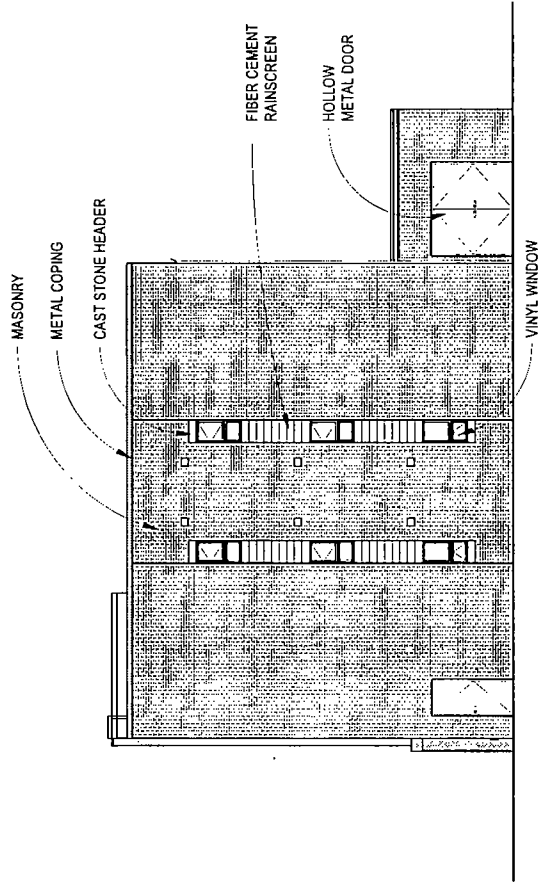 MASONRY
METAL COPING
CAST STONE HEADER
FIBER CEMENT
RAINSCREEN
HOLLOW
METAL DOOR
VINYL WINDOW